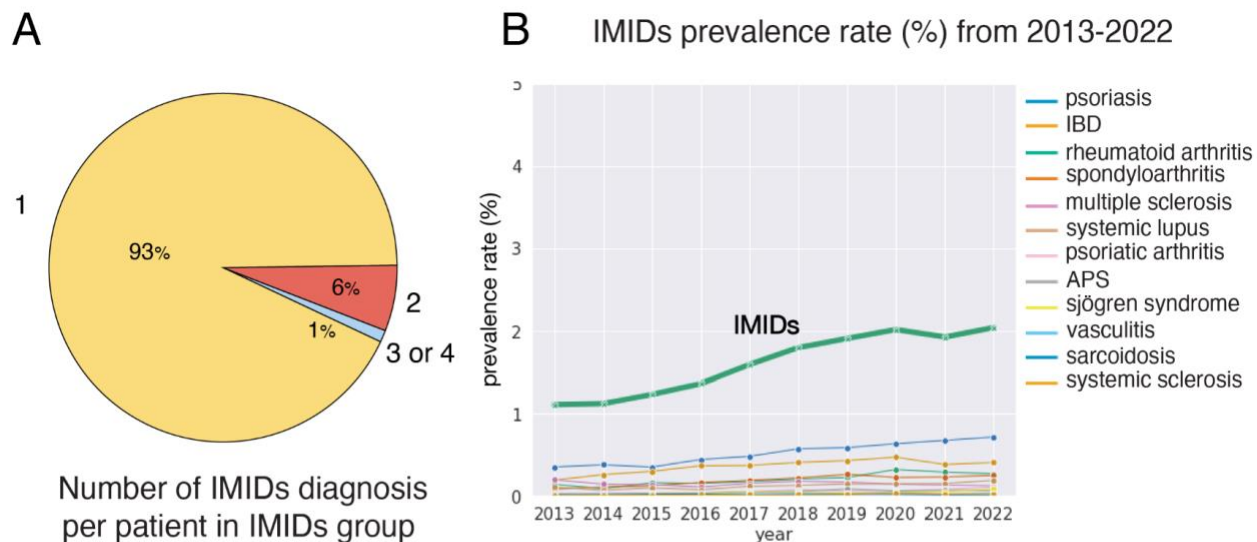 A
1
93%
6%
1%
2
3 or 4
Number of IMIDs diagnosis
per patient in IMIDs group
B
IMIDs prevalence rate (%) from 2013-2022
prevalence rate (%)
5
4
3
2
1
0
IMIDs
2013 2014 2015 2016 2017 2018 2019 2020 2021 2022
year
psoriasis
IBD
rheumatoid arthritis
spondyloarthritis
multiple sclerosis
systemic lupus
psoriatic arthritis
APS
sjögren syndrome
vasculitis
sarcoidosis
systemic sclerosis